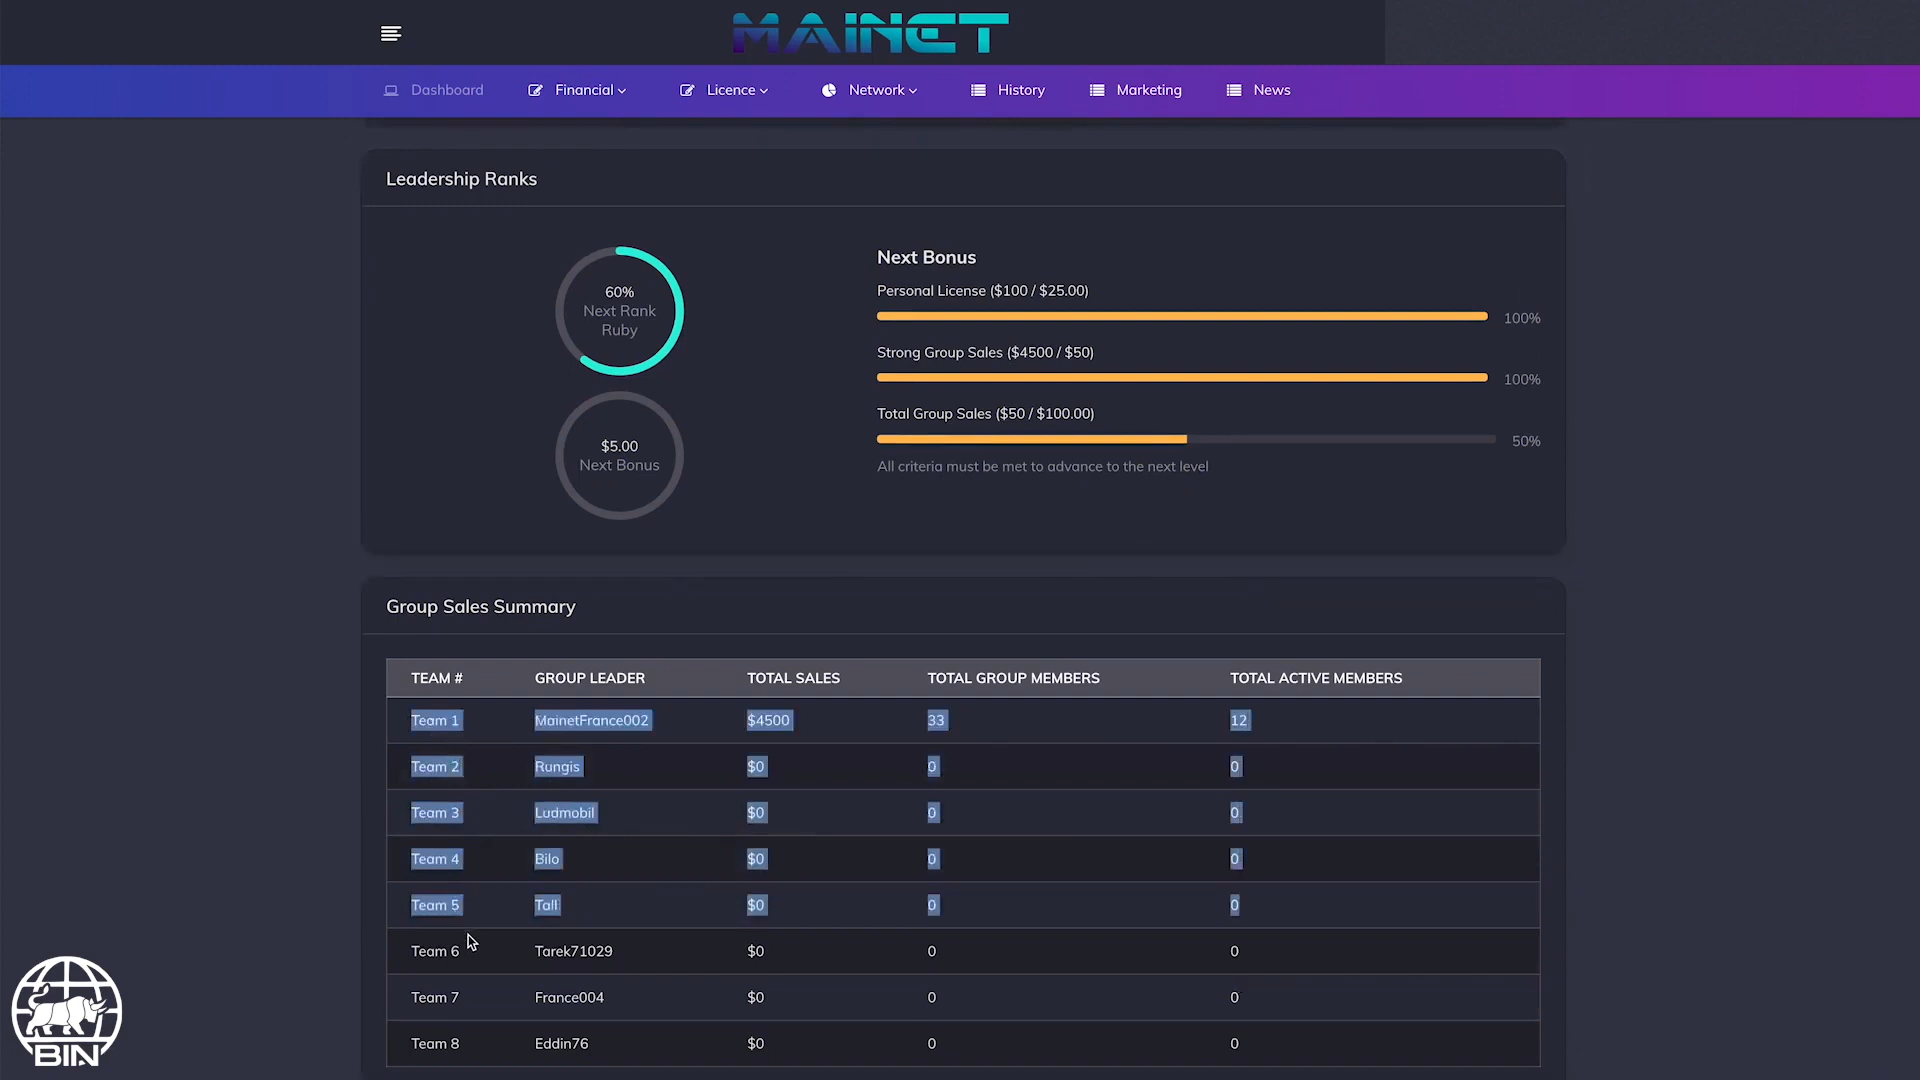 MAINET
Dashboard Financial Licence Network History Marketing News
Leadership Ranks
60%
Next Rank
Ruby
$5.00
Next Bonus
Next Bonus
Personal License ($100 / $25.00)
100%
Strong Group Sales ($4500 / $50)
100%
Total Group Sales ($50 / $100.00)
50%
All criteria must be met to advance to the next level
Group Sales Summary
TEAM # GROUP LEADER TOTAL SALES TOTAL GROUP MEMBERS TOTAL ACTIVE MEMBERS
Team 1 MainetFrance002 $4500 33 12
Team 2 Rungis $0 0 0
Team 3 Ludmobil $0 0 0
Team 4 Bilo $0 0 0
Team 5 Tall $0 0 0
Team 6 Tarek71029 $0 0 0
Team 7 France004 $0 0 0
Team 8 Eddin76 $0 0 0
BIN